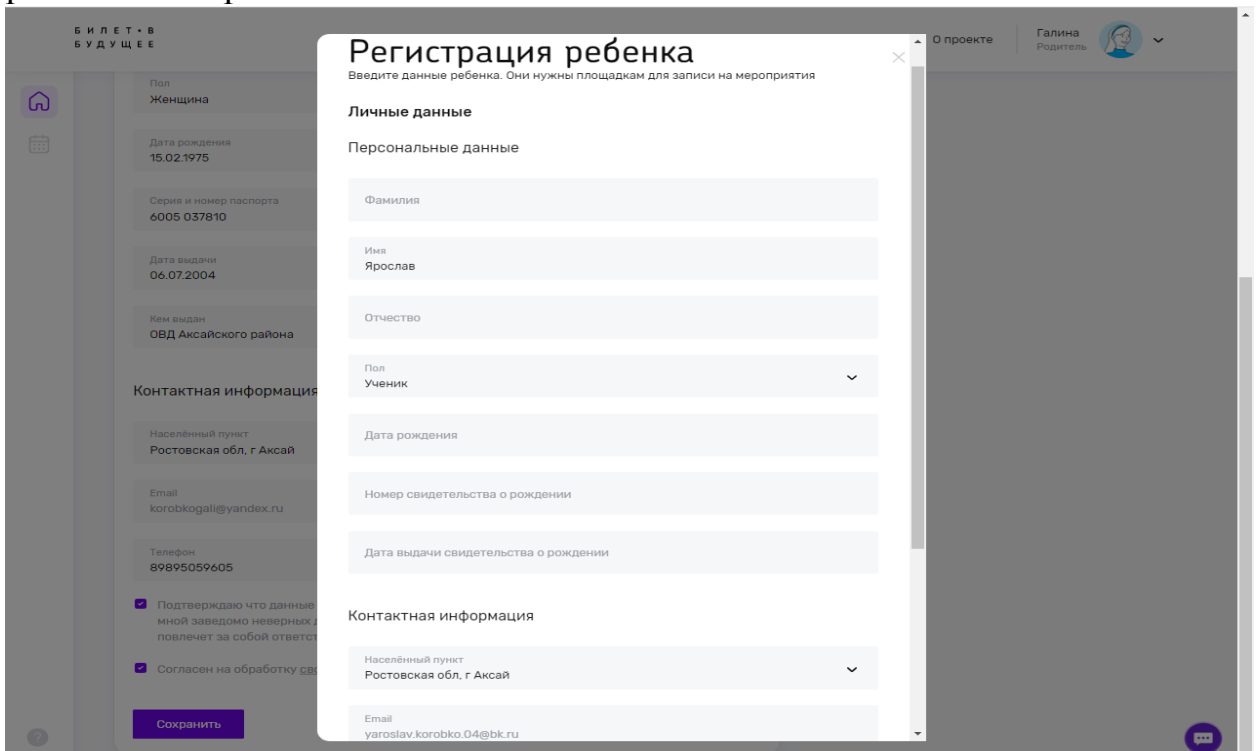 БИЛЕТ • В
БУДУЩЕЕ
О проекте
Галина
Родитель
Пол
Женщина
Дата рождения
15.02.1975
Серия и номер паспорта
6005 037810
Дата выдачи
06.07.2004
Кем выдан
ОВД Аксайского района
Контактная информация
Населённый пункт
Ростовская обл, г Аксай
Email
korobkogali@yandex.ru
Телефон
89895059605
Подтверждаю что данные
мной заведомо неверных
повлечет за собой
Согласен на обработку
Сохранить
?
Регистрация ребенка
Введите данные ребенка. Они нужны площадкам для записи на мероприятия
Личные данные
Персональные данные
Фамилия
Имя
Ярослав
Отчество
Пол
Ученик
Дата рождения
Номер свидетельства о рождении
Дата выдачи свидетельства о рождении
Контактная информация
Населённый пункт
Ростовская обл, г Аксай
Email
yaroslav.korobko.04@bk.ru